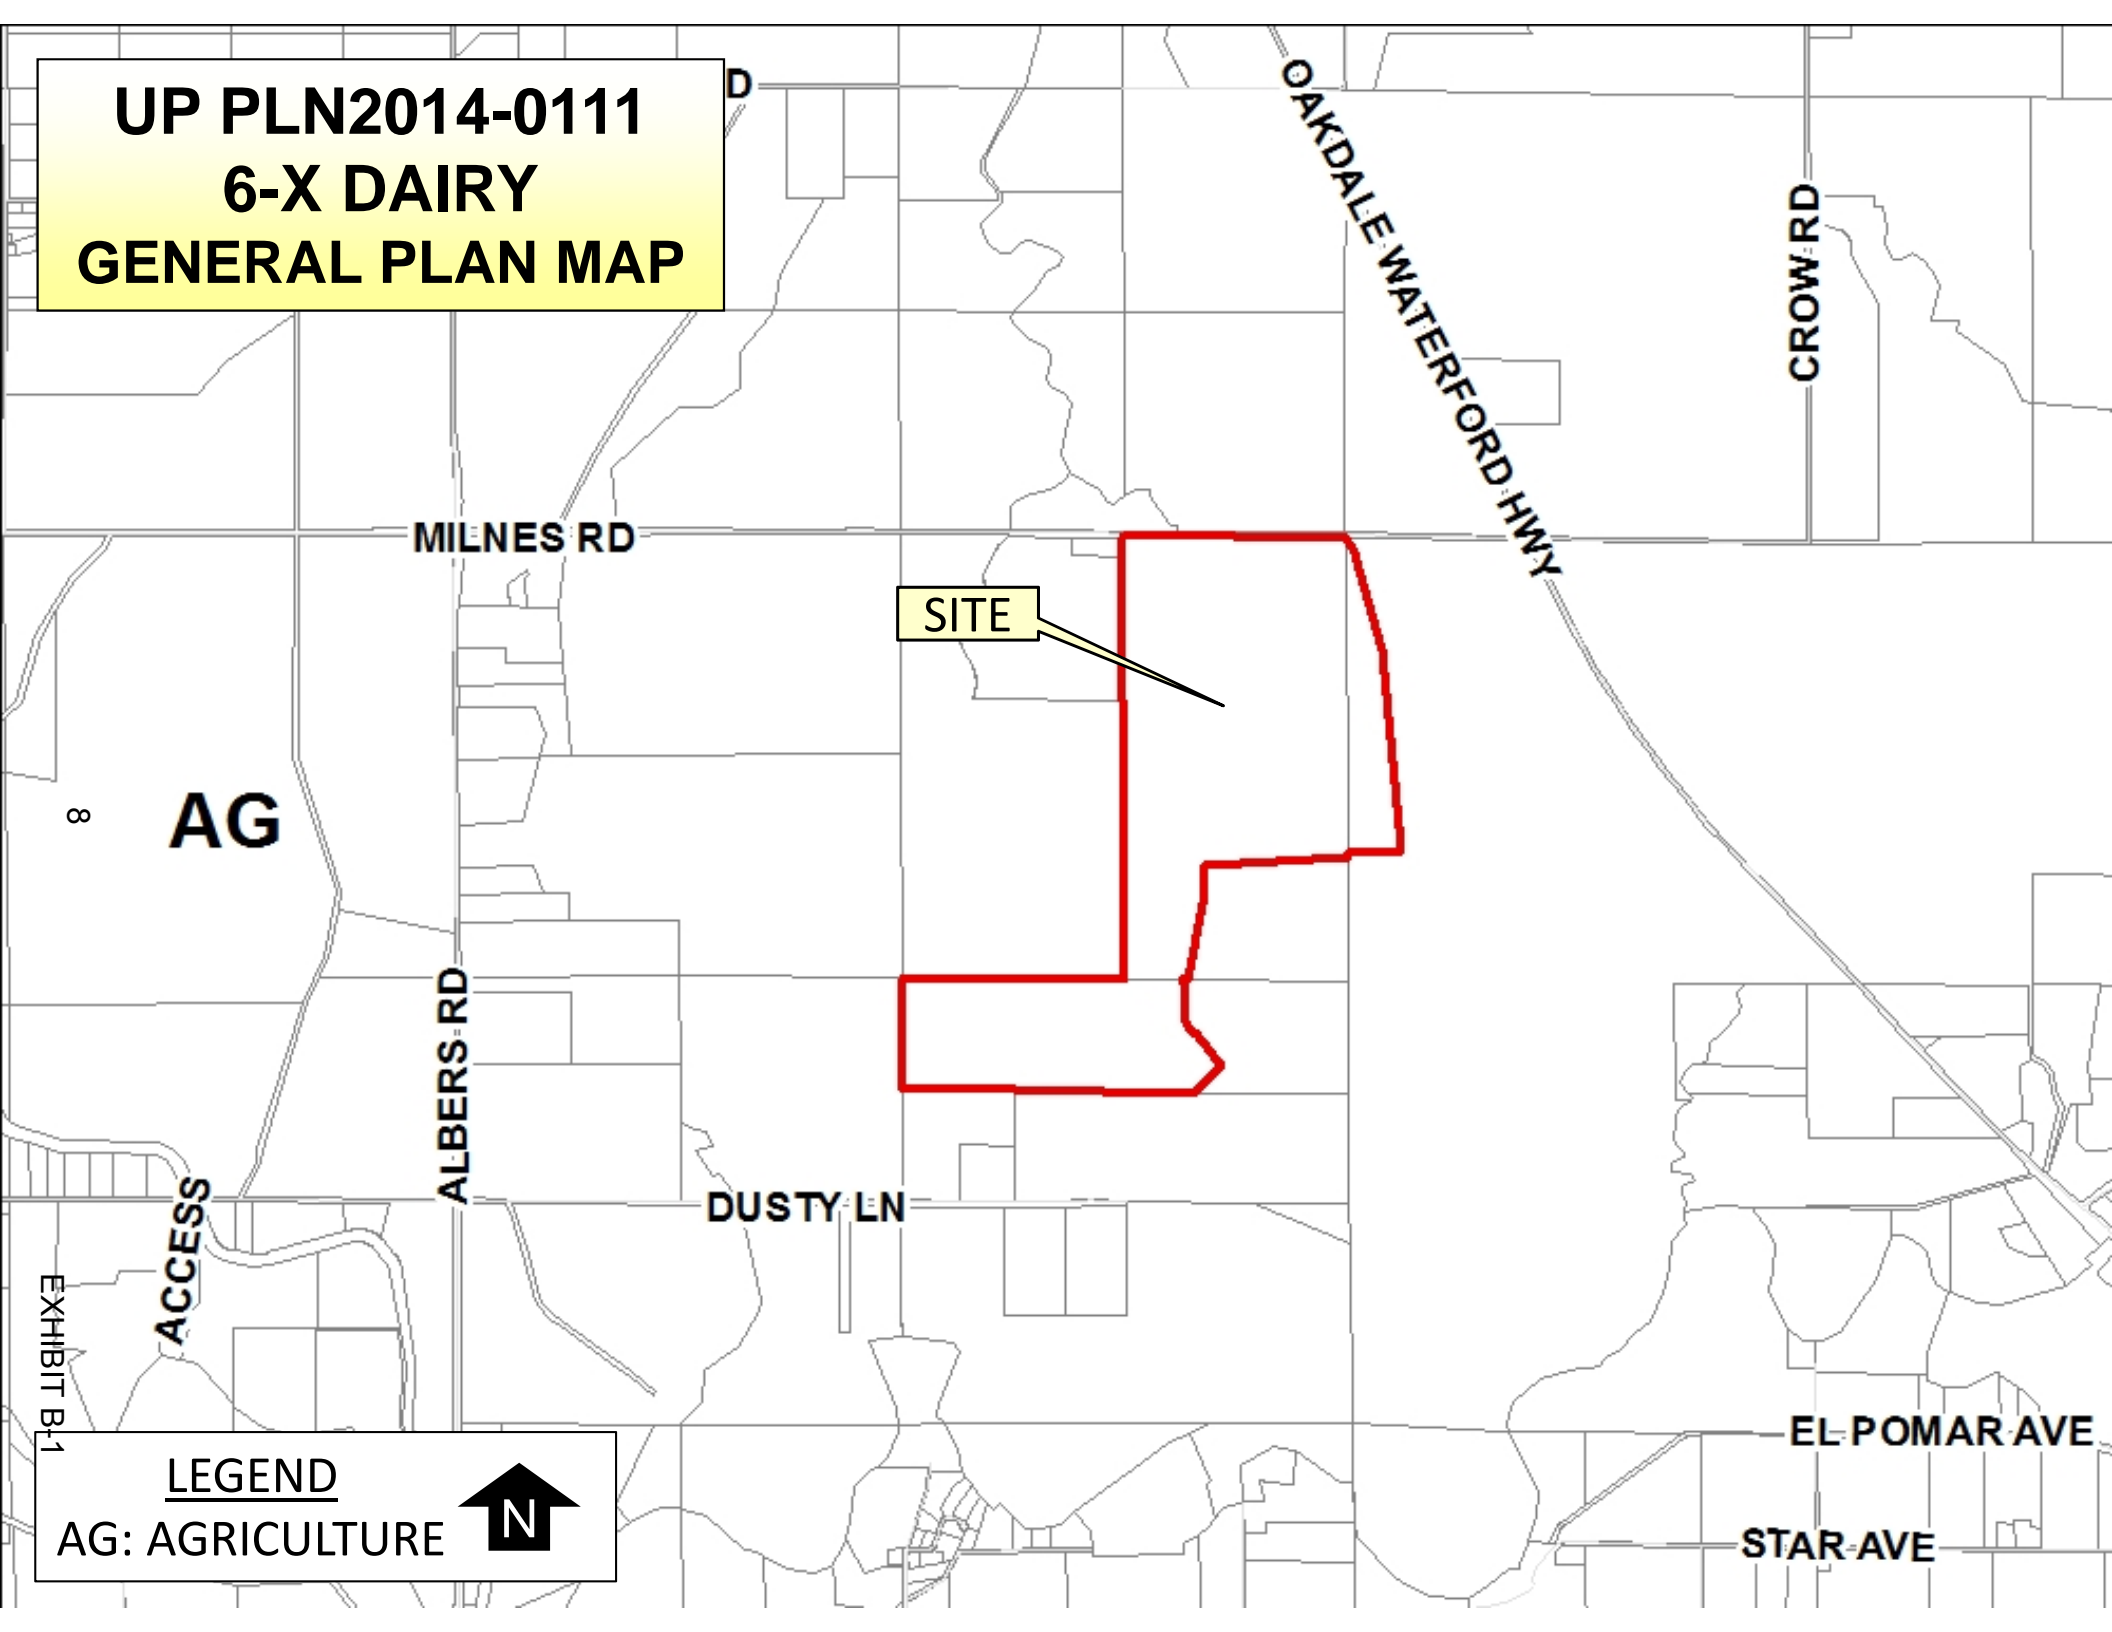 UP PLN2014-0111
6-X DAIRY
GENERAL PLAN MAP
D
OAKDALE WATERFORD HWY
CROW RD
MILNES RD
SITE
AG
8
ALBERS RD
DUSTY LN
ACCESS
EXHIBIT B-1
EL POMAR AVE
STAR AVE
LEGEND
AG: AGRICULTURE
N